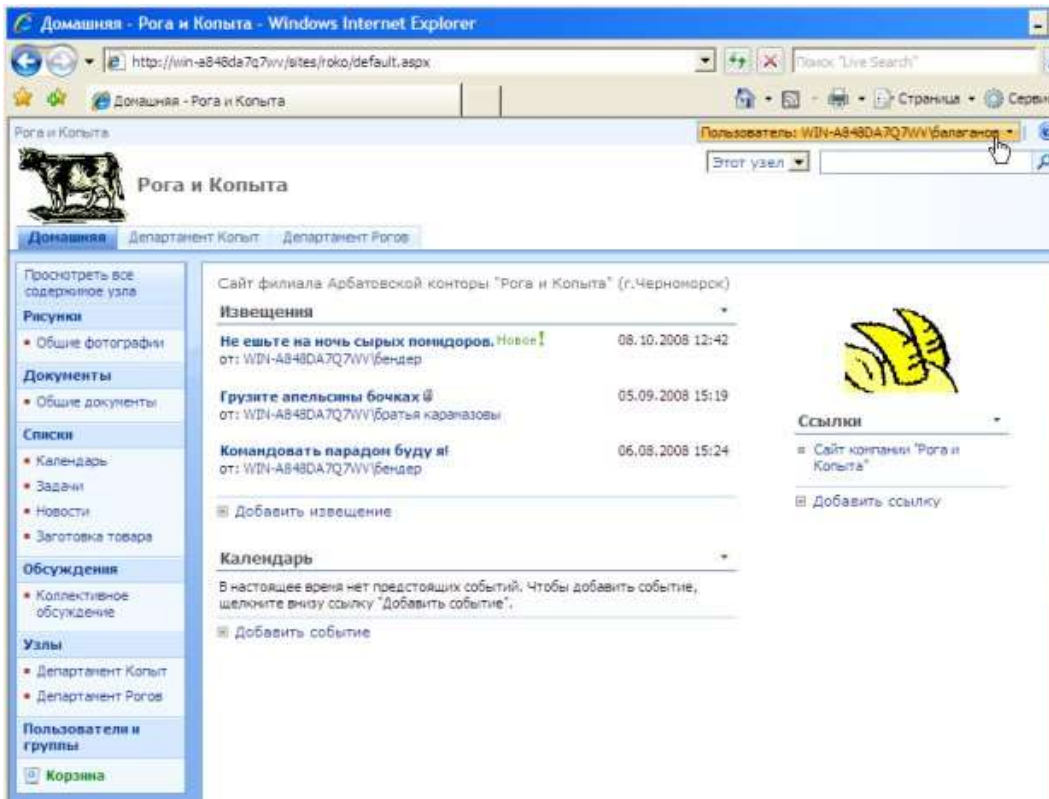 Домашняя - Рога и Копыта - Windows Internet Explorer
http://win-a848da7q7wv/sites/roko/default.aspx
Поиск "Live Search"
Домашняя - Рога и Копыта
Страница
Сервис
Рога и Копыта
Пользователь: WIN-A848DA7Q7WV\балаганов
Этот узел
Рога и Копыта
Домашняя
Департамент Копыт
Департамент Рогов
Просмотреть все
содержимое узла
Рисунки
Общие фотографии
Документы
Общие документы
Списки
Календарь
Задачи
Новости
Заготовка товара
Обсуждения
Коллективное
обсуждение
Узлы
Департамент Копыт
Департамент Рогов
Пользователи и
группы
Корзина
Сайт филиала Арбатовской конторы "Рога и Копыта" (г.Черноморск)
Извещения
Не ешьте на ночь сырых помидоров. Новое! 08.10.2008 12:42
от: WIN-A848DA7Q7WV\бендер
Грузите апельсины бочках 05.09.2008 15:19
от: WIN-A848DA7Q7WV\братья карамазовы
Командовать парадом буду я! 06.08.2008 15:24
от: WIN-A848DA7Q7WV\бендер
Добавить извещение
Календарь
В настоящее время нет предстоящих событий. Чтобы добавить событие,
щелкните внизу ссылку "Добавить событие".
Добавить событие
Ссылки
Сайт компании "Рога и
Копыта"
Добавить ссылку